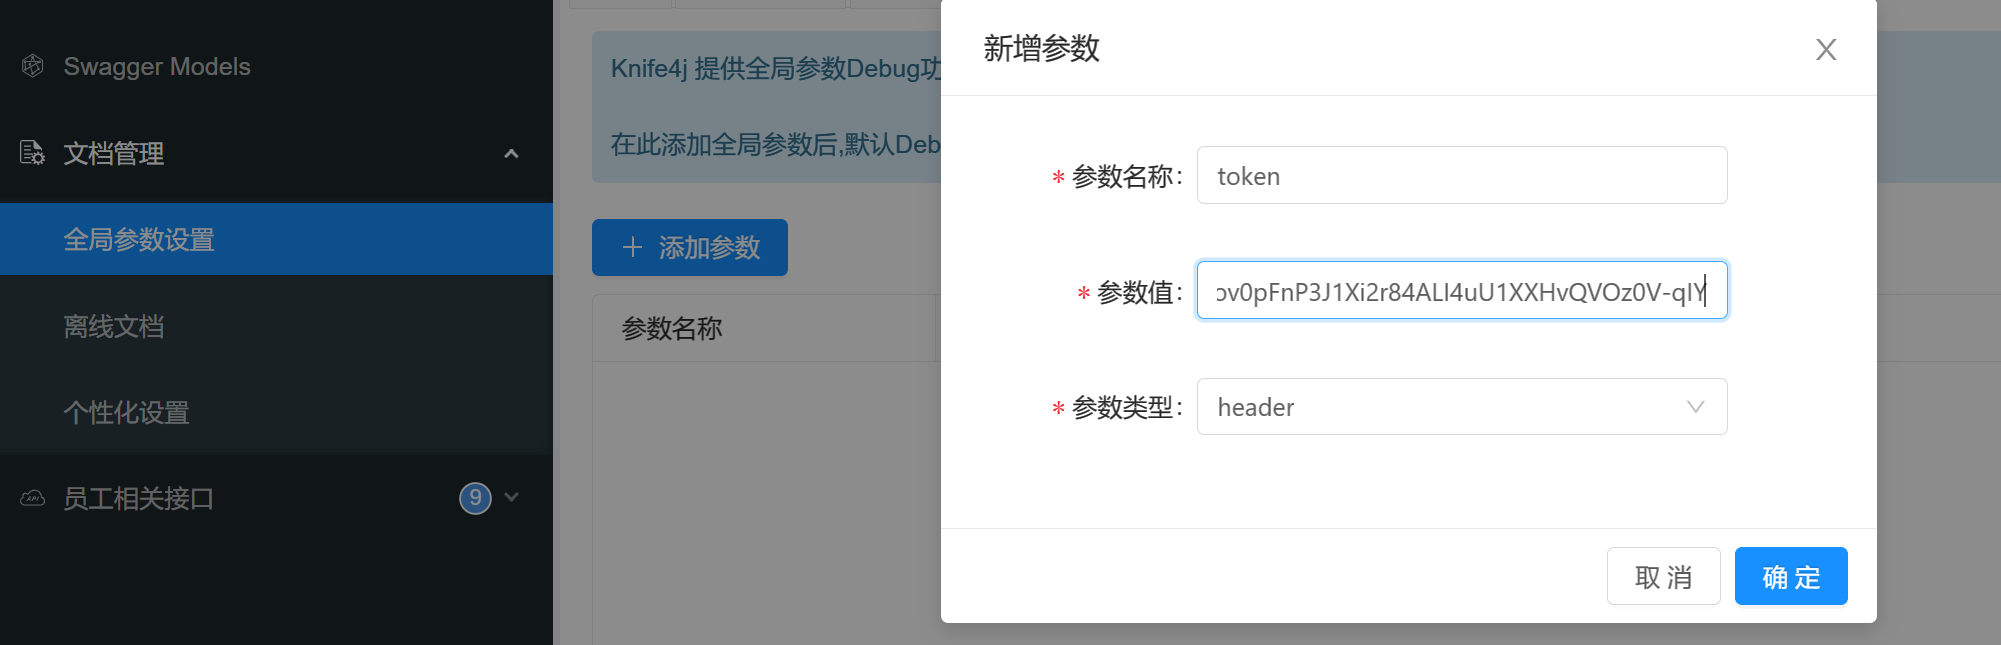 Swagger Models
文档管理
全局参数设置
离线文档
个性化设置
员工相关接口
9
Knife4j 提供全局参数Debug功
在此添加全局参数后,默认Deb
添加参数
参数名称
新增参数
* 参数名称:
token
* 参数值:
ov0pFnP3J1Xi2r84ALI4uU1XXHvQVOz0V-qIY
* 参数类型:
header
取 消
确 定